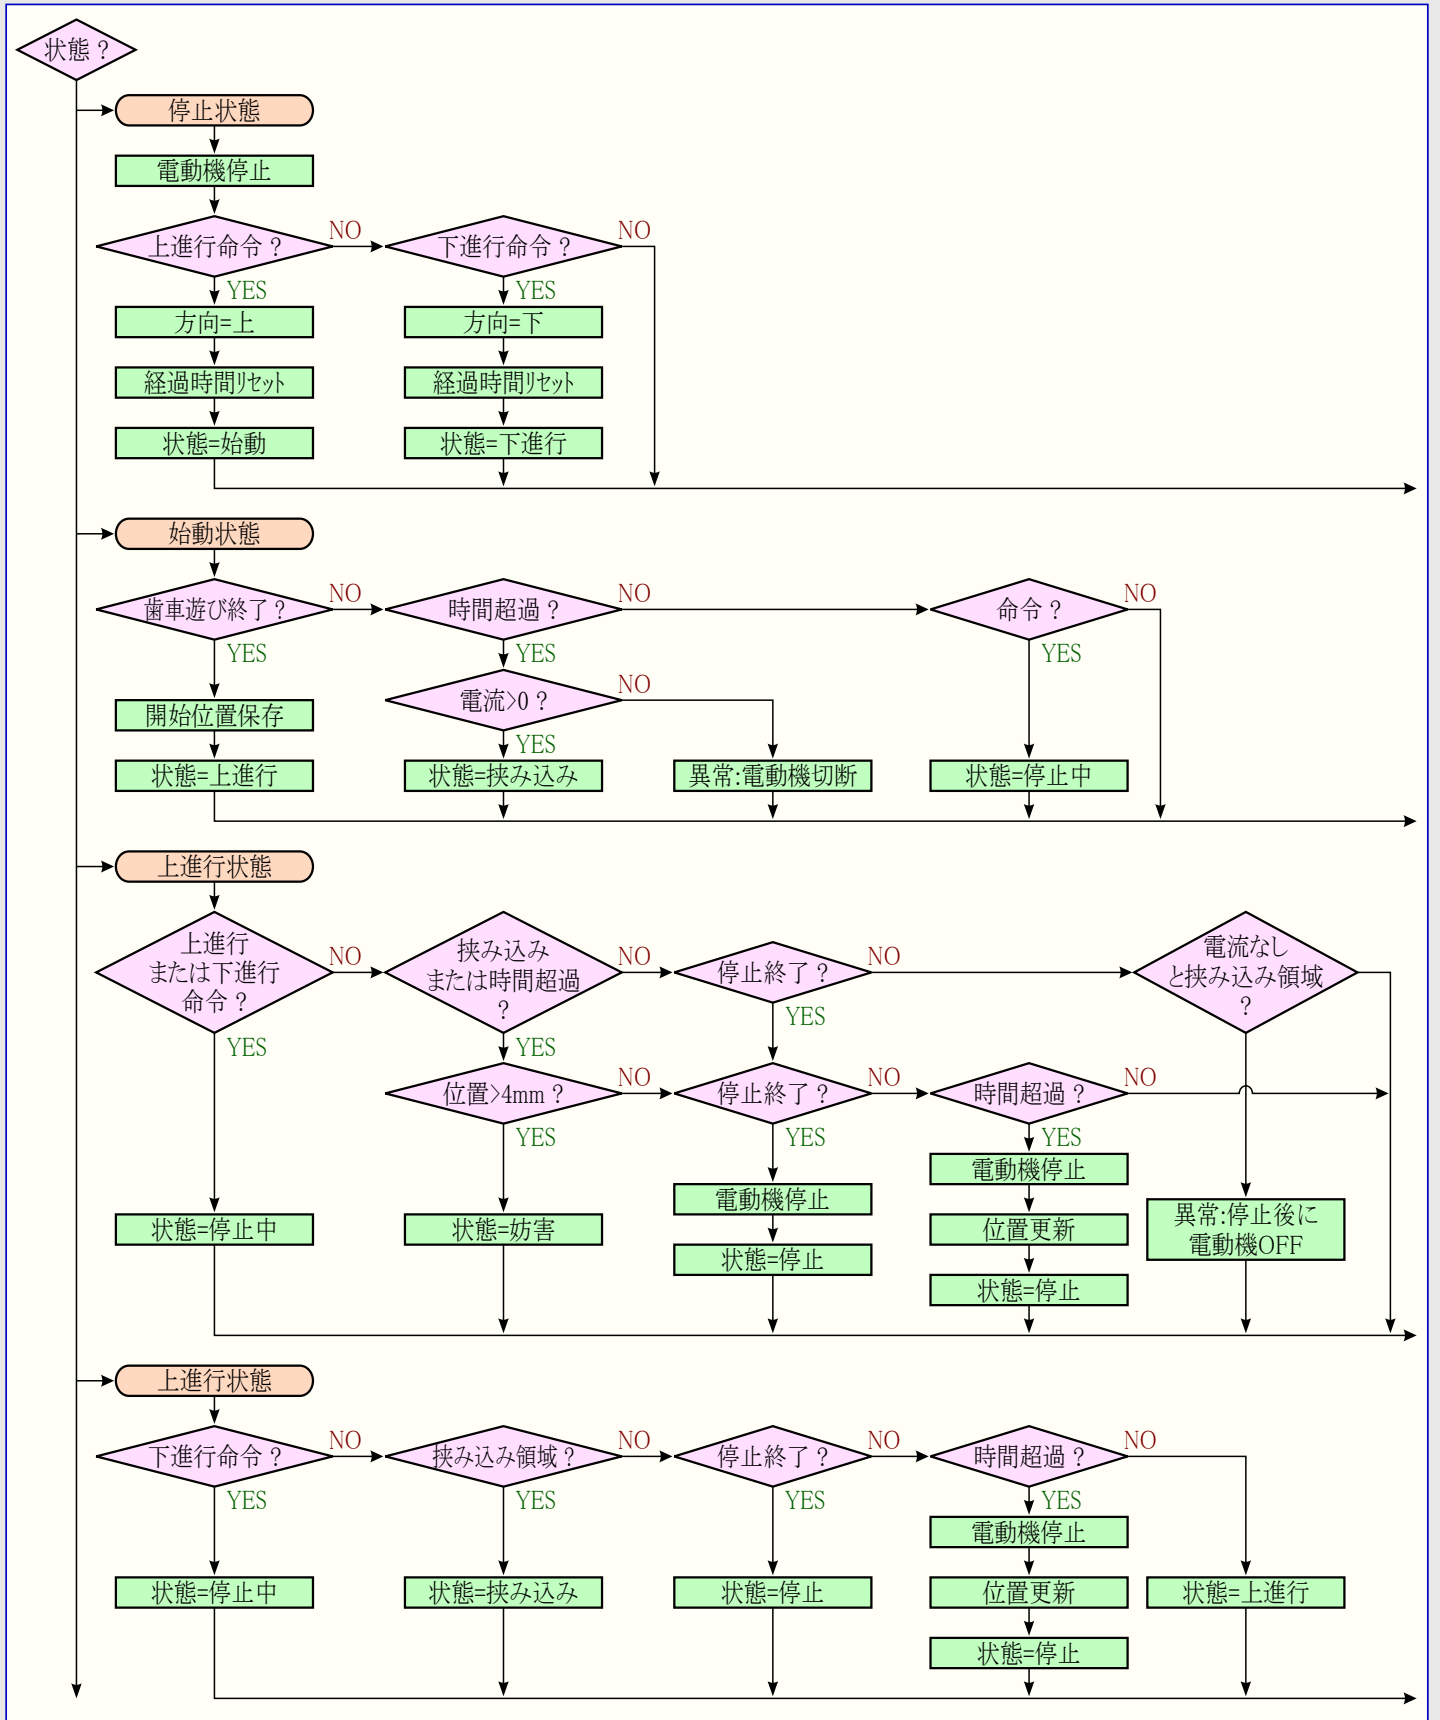 状態？
停止状態
電動機停止
上進行命令？
NO
下進行命令？
NO
YES
YES
方向=上
方向=下
経過時間リセット
経過時間リセット
状態=始動
状態=下進行
始動状態
歯車遊び終了？
NO
時間超過？
NO
命令？
NO
YES
YES
YES
電流>0？
NO
YES
開始位置保存
状態=上進行
状態=挟み込み
異常:電動機切断
状態=停止中
上進行状態
上進行
または下進行
命令？
NO
挟み込み
または時間超過
？
NO
停止終了？
NO
電流なし
と挟み込み領域
？
YES
YES
YES
位置>4mm？
NO
停止終了？
NO
時間超過？
NO
YES
YES
YES
電動機停止
電動機停止
状態=停止中
状態=妨害
状態=停止
位置更新
状態=停止
異常:停止後に
電動機OFF
上進行状態
下進行命令？
NO
挟み込み領域？
NO
停止終了？
NO
時間超過？
NO
YES
YES
YES
YES
電動機停止
状態=停止中
状態=挟み込み
状態=停止
位置更新
状態=上進行
状態=停止